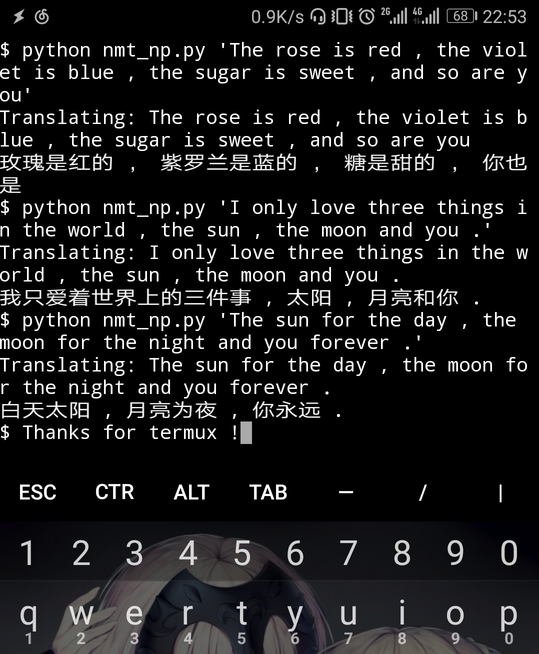 0.9K/s 2G 4G 68 22:53
$ python nmt_np.py 'The rose is red , the viol
et is blue , the sugar is sweet , and so are y
ou'
Translating: The rose is red , the violet is b
lue , the sugar is sweet , and so are you
玫瑰是红的 , 紫罗兰是蓝的 , 糖是甜的 , 你也
是
$ python nmt_np.py 'I only love three things i
n the world , the sun , the moon and you .'
Translating: I only love three things in the w
orld , the sun , the moon and you .
我只爱着世界上的三件事 , 太阳 , 月亮和你 .
$ python nmt_np.py 'The sun for the day , the
moon for the night and you forever .'
Translating: The sun for the day , the moon fo
r the night and you forever .
白天太阳 , 月亮为夜 , 你永远 .
$ Thanks for termux !
ESC CTR ALT TAB — / |
1 2 3 4 5 6 7 8 9 0
q w e r t y u i o p
1 2 3 4 5 6 7 8 9 0